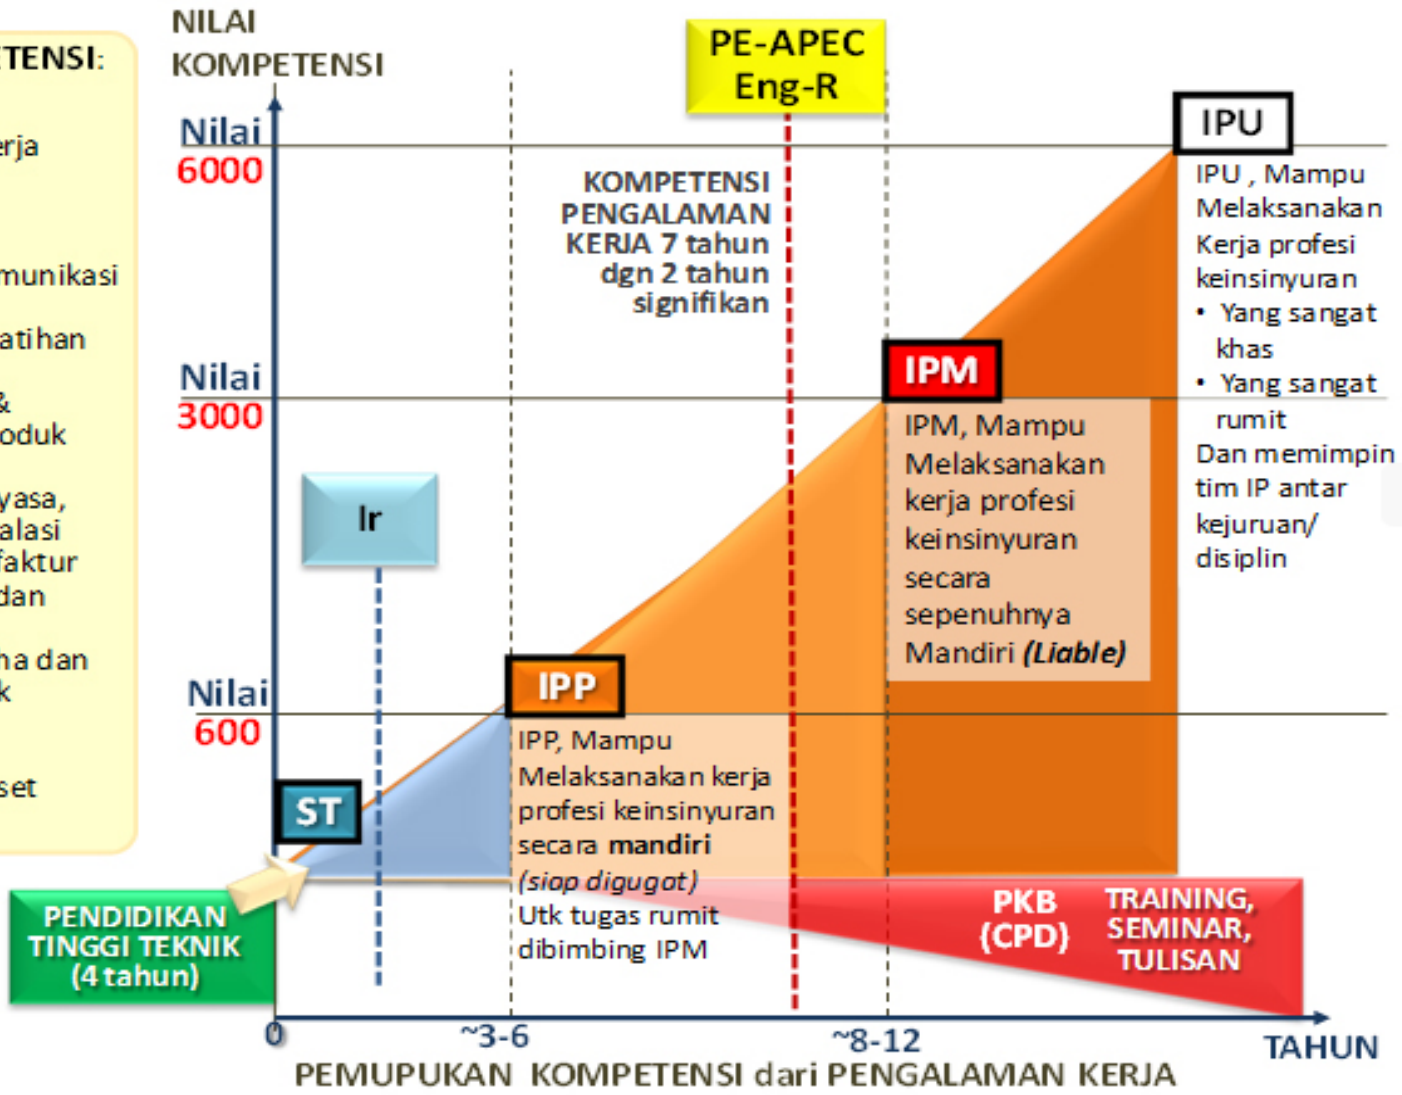 NILAI
KOMPETENSI
TENSI:
erja
munikasi
atihan
&
oduk
yasa,
alasi
faktur
dan
ha dan
k
set
Nilai
6000
Nilai
3000
Nilai
600
PE-APEC
Eng-R
KOMPETENSI
PENGALAMAN
KERJA 7 tahun
dgn 2 tahun
signifikan
IPU
IPU , Mampu
Melaksanakan
Kerja profesi
keinsinyuran
• Yang sangat
khas
• Yang sangat
rumit
Dan memimpin
tim IP antar
kejuruan/
disiplin
IPM
IPM, Mampu
Melaksanakan
kerja profesi
keinsinyuran
secara
sepenuhnya
Mandiri (Liable)
Ir
IPP
IPP, Mampu
Melaksanakan kerja
profesi keinsinyuran
secara mandiri
(siap digugat)
Utk tugas rumit
dibimbing IPM
ST
PENDIDIKAN
TINGGI TEKNIK
(4 tahun)
PKB
(CPD)
TRAINING,
SEMINAR,
TULISAN
0
~3-6
~8-12
TAHUN
PEMUPUKAN KOMPETENSI dari PENGALAMAN KERJA